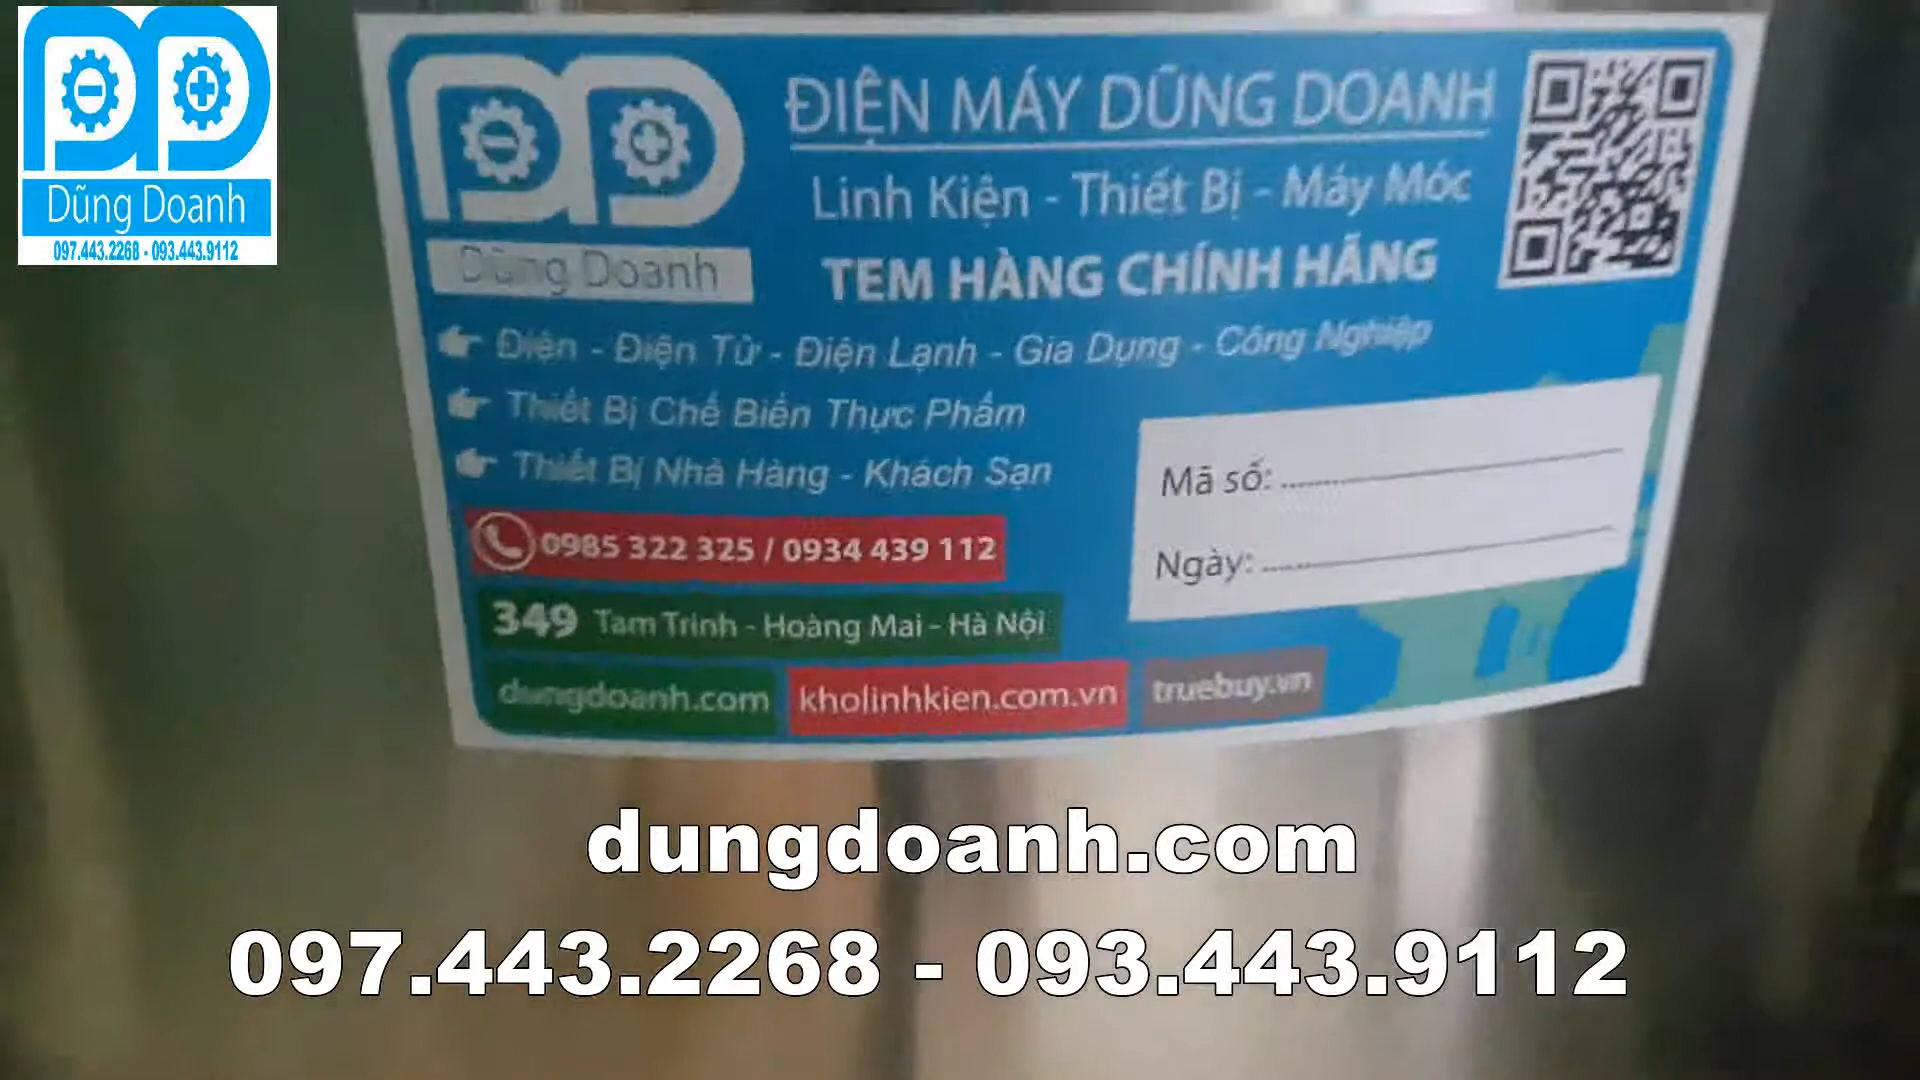 Dũng Doanh
097.443.2268 - 093.443.9112
ĐIỆN MÁY DŨNG DOANH
Linh Kiện - Thiết Bị - Máy Móc
TEM HÀNG CHÍNH HÃNG
Dũng Doanh
Điện - Điện Tử - Điện Lạnh - Gia Dụng - Công Nghiệp
Thiết Bị Chế Biến Thực Phẩm
Thiết Bị Nhà Hàng - Khách Sạn
Mã số:
Ngày:
0985 322 325 / 0934 439 112
349 Tam Trinh - Hoàng Mai - Hà Nội
dungdoanh.com
kholinhkien.com.vn
truebuy.vn
dungdoanh.com
097.443.2268 - 093.443.9112